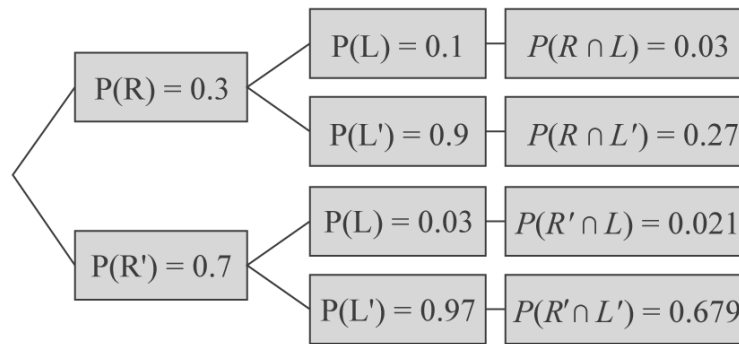 P(R) = 0.3
P(L) = 0.1
P(R ∩ L) = 0.03
P(L') = 0.9
P(R ∩ L') = 0.27
P(R') = 0.7
P(L) = 0.03
P(R' ∩ L) = 0.021
P(L') = 0.97
P(R' ∩ L') = 0.679